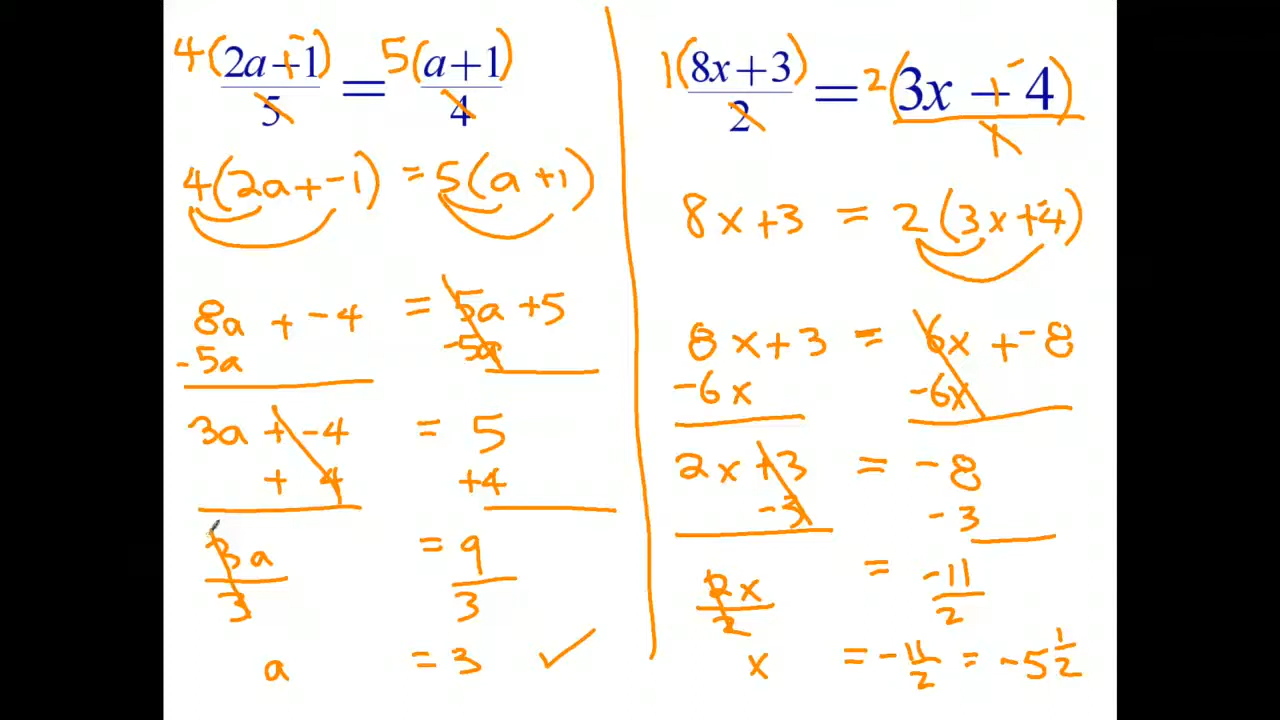 4(2a+-1)/5 = 5(a+1)/4
4(2a+-1) = 5(a+1)
8a + -4 = 5a +5
-5a -5a
3a + -4 = 5
+ 4 +4
3a/3 = 9/3
a = 3 ✓
1(8x+3)/2 = 2(3x +- 4)/1
8x+3 = 2(3x+-4)
8x+3 = 6x + -8
-6x -6x
2x +3 = -8
-3 -3
2x/2 = -11/2
x = -11/2 = -5 1/2